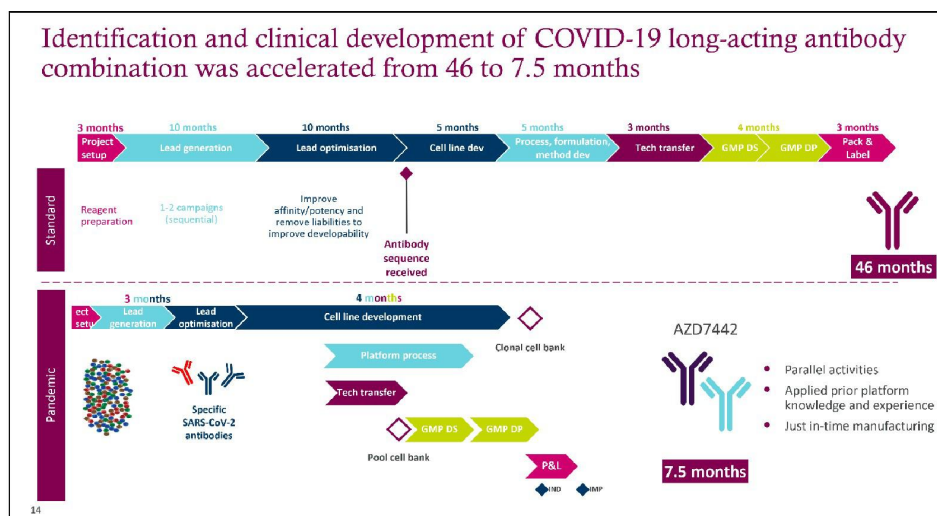 Identification and clinical development of COVID-19 long-acting antibody
combination was accelerated from 46 to 7.5 months
3 months
10 months
10 months
5 months
5 months
3 months
4 months
3 months
Project
setup
Lead generation
Lead optimisation
Cell line dev
Process, formulation,
method dev
Tech transfer
GMP DS
GMP DP
Pack &
Label
Standard
Reagent
preparation
1-2 campaigns
(sequential)
Improve
affinity/potency and
remove liabilities to
improve developability
Antibody
sequence
received
46 months
Pandemic
3 months
4 months
ect
setu
Lead
generation
Lead
optimisation
Cell line development
Clonal cell bank
Platform process
Tech transfer
Specific
SARS-CoV-2
antibodies
Pool cell bank
GMP DS
GMP DP
P&L
IND
IMP
AZD7442
7.5 months
• Parallel activities
• Applied prior platform
knowledge and experience
• Just in-time manufacturing
14